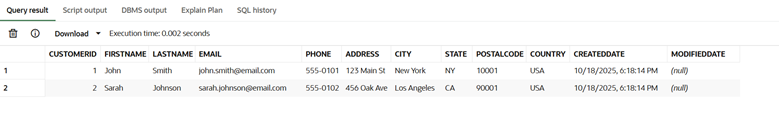 Query result Script output DBMS output Explain Plan SQL history
Download Execution time: 0.002 seconds
CUSTOMERID FIRSTNAME LASTNAME EMAIL PHONE ADDRESS CITY STATE POSTALCODE COUNTRY CREATEDDATE MODIFIEDDATE
1 1 John Smith john.smith@email.com 555-0101 123 Main St New York NY 10001 USA 10/18/2025, 6:18:14 PM (null)
2 2 Sarah Johnson sarah.johnson@email.com 555-0102 456 Oak Ave Los Angeles CA 90001 USA 10/18/2025, 6:18:14 PM (null)